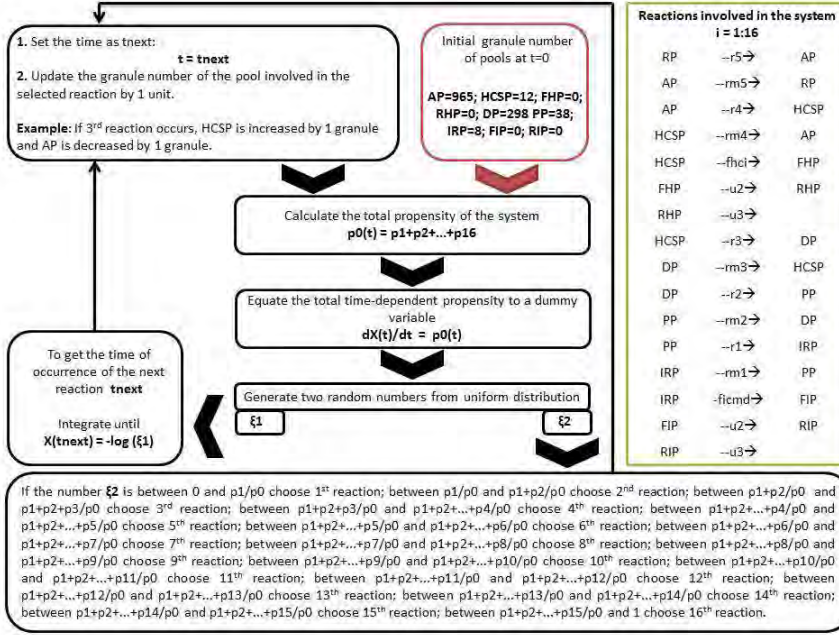 1. Set the time as tnext:
t = tnext
2. Update the granule number of the pool involved in the
selected reaction by 1 unit.
Example: If 3rd reaction occurs, HCSP is increased by 1 granule
and AP is decreased by 1 granule.
Initial granule number
of pools at t=0
AP=965; HCSP=12; FHP=0;
RHP=0; DP=298 PP=38;
IRP=8; FIP=0; RIP=0
Calculate the total propensity of the system
p0(t) = p1+p2+...+p16
Equate the total time-dependent propensity to a dummy
variable
dX(t)/dt = p0(t)
Generate two random numbers from uniform distribution
ξ1
ξ2
To get the time of
occurrence of the next
reaction tnext
Integrate until
X(tnext) = -log (ξ1)
If the number ξ2 is between 0 and p1/p0 choose 1st reaction; between p1/p0 and p1+p2/p0 choose 2nd reaction; between p1+p2/p0 and
p1+p2+p3/p0 choose 3rd reaction; between p1+p2+p3/p0 and p1+p2+...+p4/p0 choose 4th reaction; between p1+p2+...+p4/p0 and
p1+p2+...+p5/p0 choose 5th reaction; between p1+p2+...+p5/p0 and p1+p2+...+p6/p0 choose 6th reaction; between p1+p2+...+p6/p0 and
p1+p2+...+p7/p0 choose 7th reaction; between p1+p2+...+p7/p0 and p1+p2+...+p8/p0 choose 8th reaction; between p1+p2+...+p8/p0 and
p1+p2+...+p9/p0 choose 9th reaction; between p1+p2+...+p9/p0 and p1+p2+...+p10/p0 choose 10th reaction; between p1+p2+...+p10/p0
and p1+p2+...+p11/p0 choose 11th reaction; between p1+p2+...+p11/p0 and p1+p2+...+p12/p0 choose 12th reaction; between
p1+p2+...+p12/p0 and p1+p2+...+p13/p0 choose 13th reaction; between p1+p2+...+p13/p0 and p1+p2+...+p14/p0 choose 14th reaction;
between p1+p2+...+p14/p0 and p1+p2+...+p15/p0 choose 15th reaction; between p1+p2+...+p15/p0 and 1 choose 16th reaction.
Reactions involved in the system
i = 1:16
RP --r5→ AP
AP --rm5→ RP
AP --r4→ HCSP
HCSP --rm4→ AP
HCSP --fhci→ FHP
FHP --u2→ RHP
RHP --u3→
HCSP --r3→ DP
DP --rm3→ HCSP
DP --r2→ PP
PP --rm2→ DP
PP --r1→ IRP
IRP --rm1→ PP
IRP -ficmd→ FIP
FIP --u2→ RIP
RIP --u3→